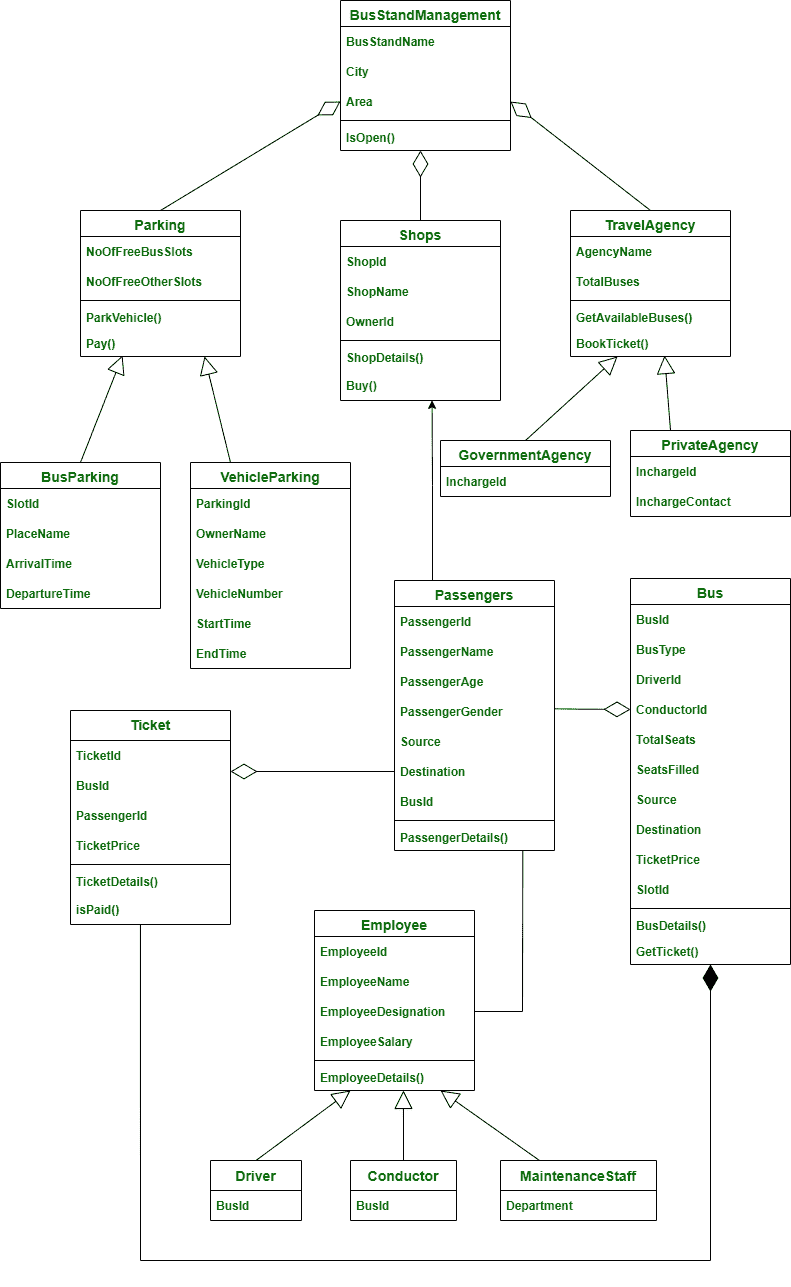 BusStandManagement
BusStandName
City
Area
IsOpen()
Parking
NoOfFreeBusSlots
NoOfFreeOtherSlots
ParkVehicle()
Pay()
Shops
ShopId
ShopName
OwnerId
ShopDetails()
Buy()
TravelAgency
AgencyName
TotalBuses
GetAvailableBuses()
BookTicket()
GovernmentAgency
InchargeId
PrivateAgency
InchargeId
InchargeContact
BusParking
SlotId
PlaceName
ArrivalTime
DepartureTime
VehicleParking
ParkingId
OwnerName
VehicleType
VehicleNumber
StartTime
EndTime
Passengers
PassengerId
PassengerName
PassengerAge
PassengerGender
Source
Destination
BusId
PassengerDetails()
Bus
BusId
BusType
DriverId
ConductorId
TotalSeats
SeatsFilled
Source
Destination
TicketPrice
SlotId
BusDetails()
GetTicket()
Ticket
TicketId
BusId
PassengerId
TicketPrice
TicketDetails()
isPaid()
Employee
EmployeeId
EmployeeName
EmployeeDesignation
EmployeeSalary
EmployeeDetails()
Driver
BusId
Conductor
BusId
MaintenanceStaff
Department